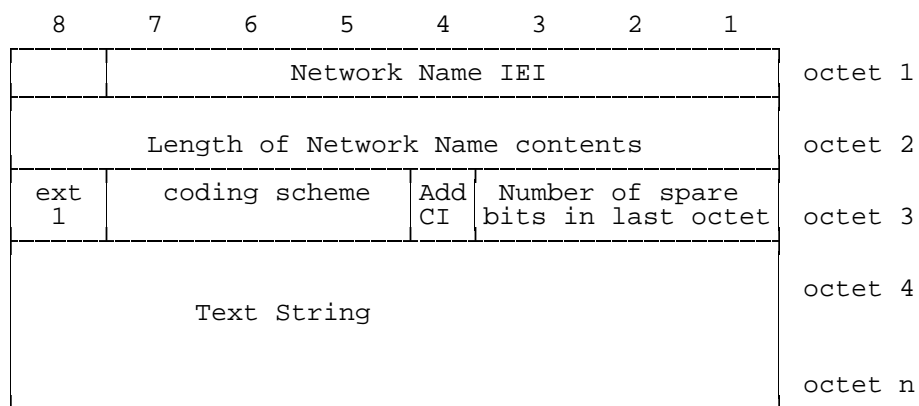 8 7 6 5 4 3 2 1
Network Name IEI octet 1
Length of Network Name contents octet 2
ext coding scheme Add Number of spare
1 CI bits in last octet octet 3
octet 4
Text String
octet n